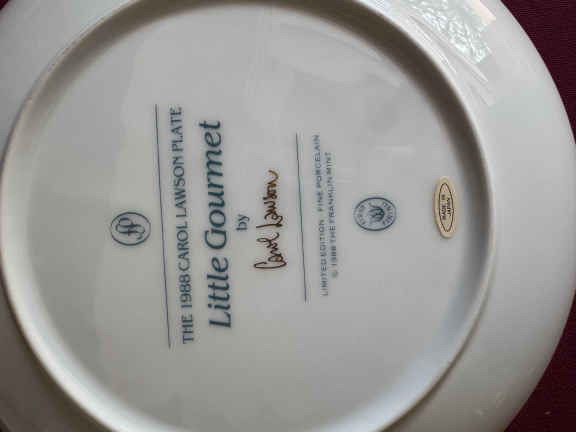 THE 1988 CAROL LAWSON PLATE
Little Gourmet
by
Carol Lawson
LIMITED EDITION FINE PORCELAIN
© 1988 THE FRANKLIN MINT
MADE IN
JAPAN